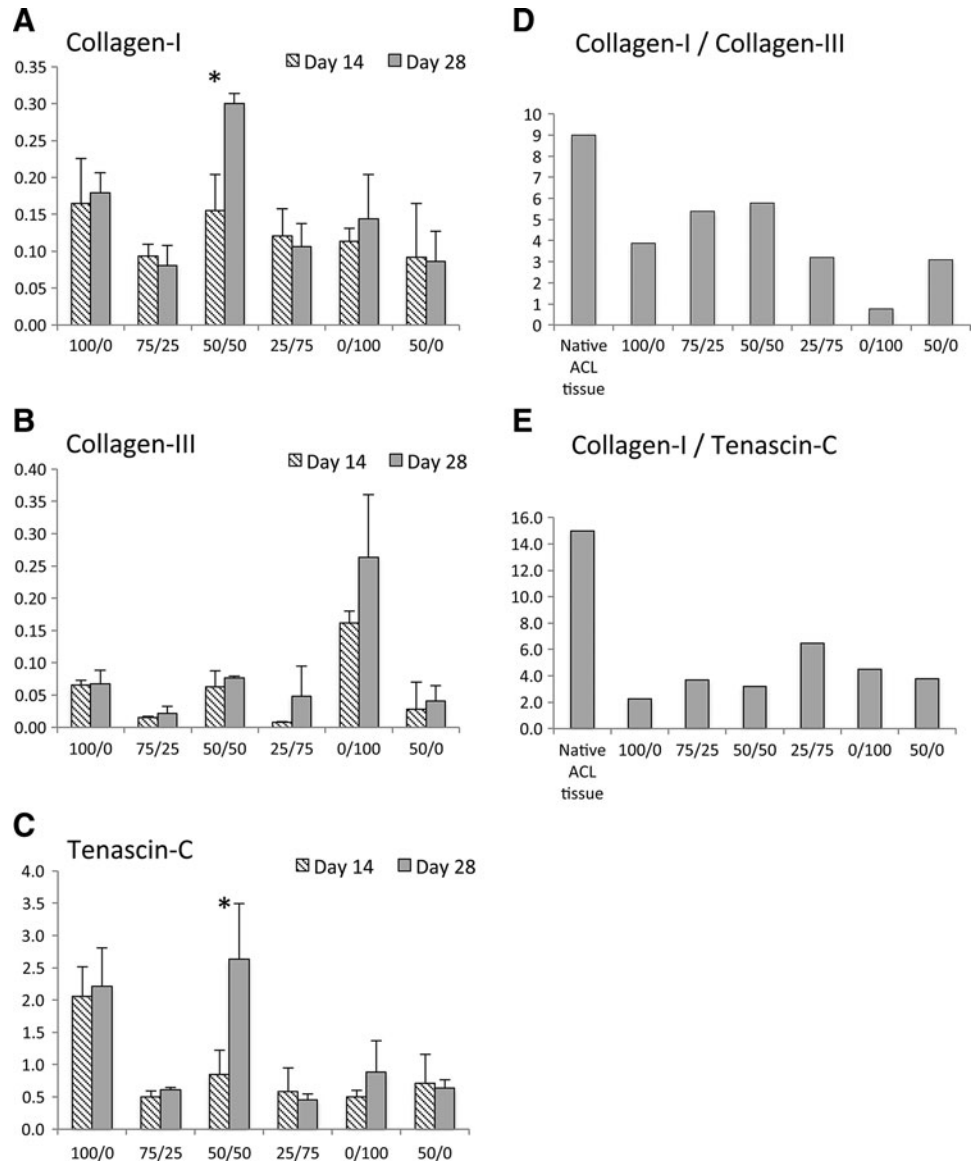 A
Collagen-I
Day 14 Day 28
0.35
0.30
0.25
0.20
0.15
0.10
0.05
0.00
*
100/0 75/25 50/50 25/75 0/100 50/0
B
Collagen-III
Day 14 Day 28
0.40
0.35
0.30
0.25
0.20
0.15
0.10
0.05
0.00
100/0 75/25 50/50 25/75 0/100 50/0
C
Tenascin-C
Day 14 Day 28
4.0
3.5
3.0
2.5
2.0
1.5
1.0
0.5
0.0
*
100/0 75/25 50/50 25/75 0/100 50/0
D
Collagen-I / Collagen-III
10
9
8
7
6
5
4
3
2
1
0
Native 100/0 75/25 50/50 25/75 0/100 50/0
ACL
tissue
E
Collagen-I / Tenascin-C
16.0
14.0
12.0
10.0
8.0
6.0
4.0
2.0
0.0
Native 100/0 75/25 50/50 25/75 0/100 50/0
ACL
tissue